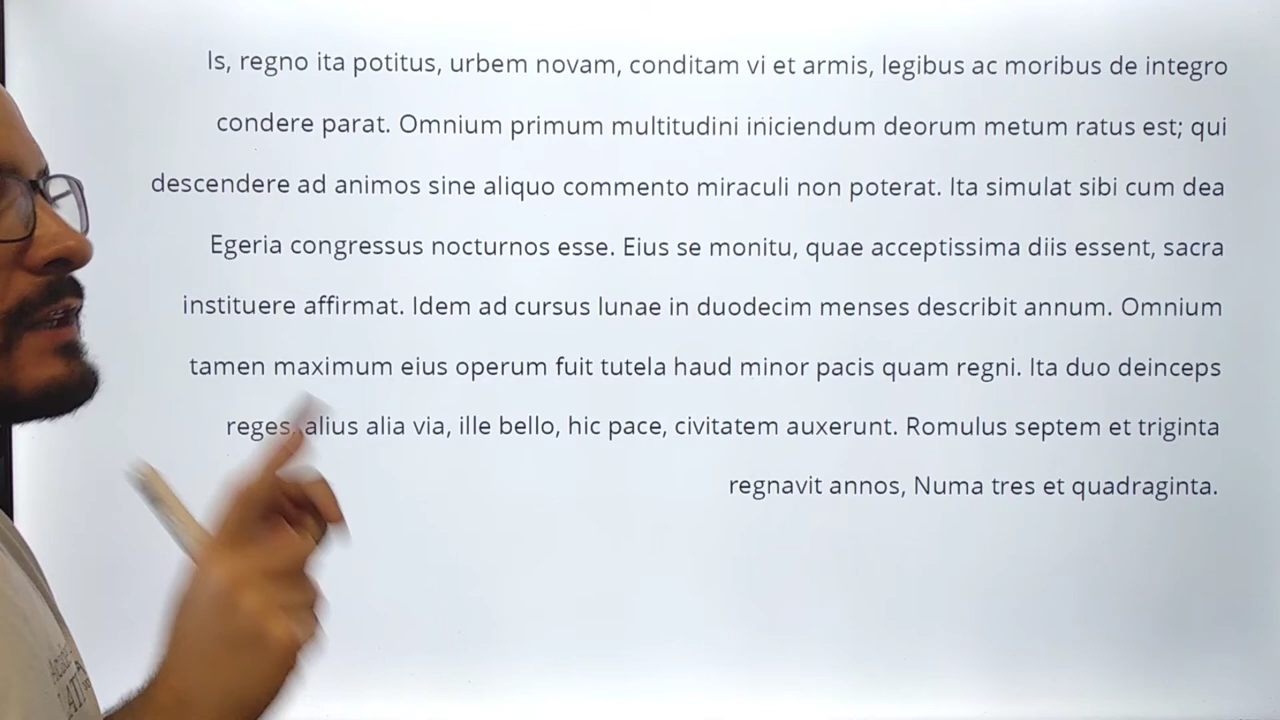 Is, regno ita potitus, urbem novam, conditam vi et armis, legibus ac moribus de integro
condere parat. Omnium primum multitudini iniciendum deorum metum ratus est; qui
descendere ad animos sine aliquo commento miraculi non poterat. Ita simulat sibi cum dea
Egeria congressus nocturnos esse. Eius se monitu, quae acceptissima diis essent, sacra
instituere affirmat. Idem ad cursus lunae in duodecim menses describit annum. Omnium
tamen maximum eius operum fuit tutela haud minor pacis quam regni. Ita duo deinceps
reges, alius alia via, ille bello, hic pace, civitatem auxerunt. Romulus septem et triginta
regnavit annos, Numa tres et quadraginta.